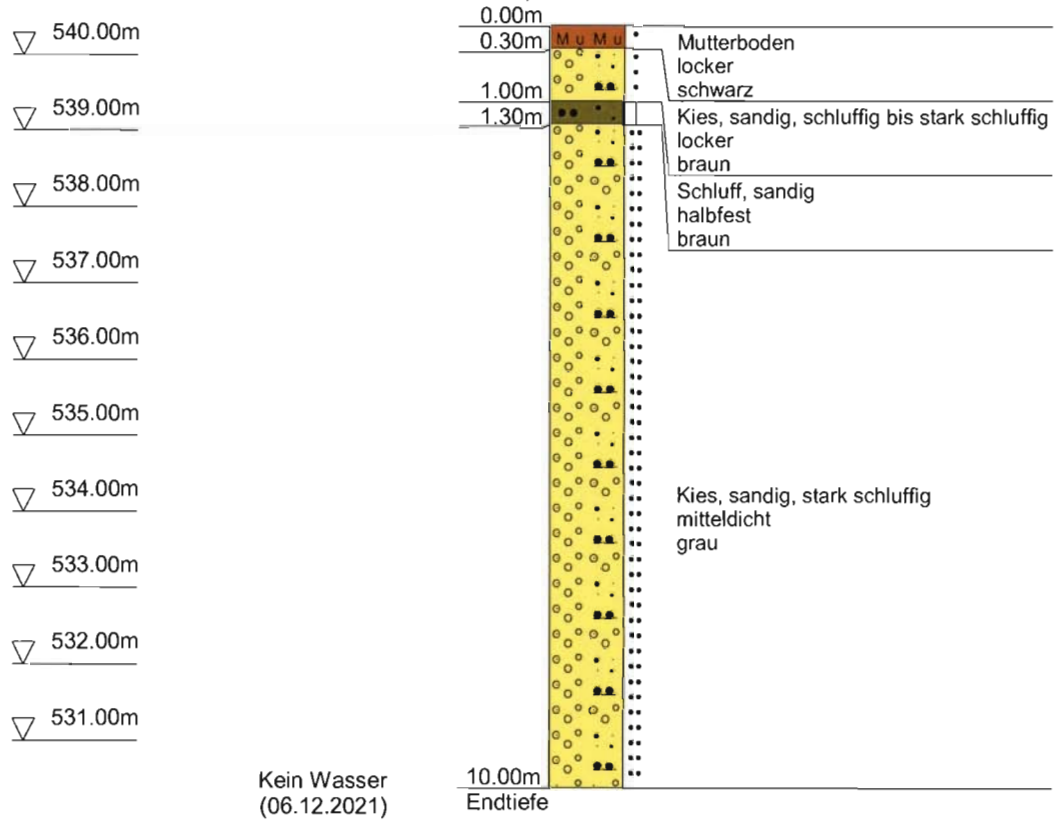 540.00m
539.00m
538.00m
537.00m
536.00m
535.00m
534.00m
533.00m
532.00m
531.00m
Kein Wasser
(06.12.2021)
0.00m
0.30m
1.00m
1.30m
10.00m
Endtiefe
M u M u
Mutterboden
locker
schwarz
Kies, sandig, schluffig bis stark schluffig
locker
braun
Schluff, sandig
halbfest
braun
Kies, sandig, stark schluffig
mitteldicht
grau